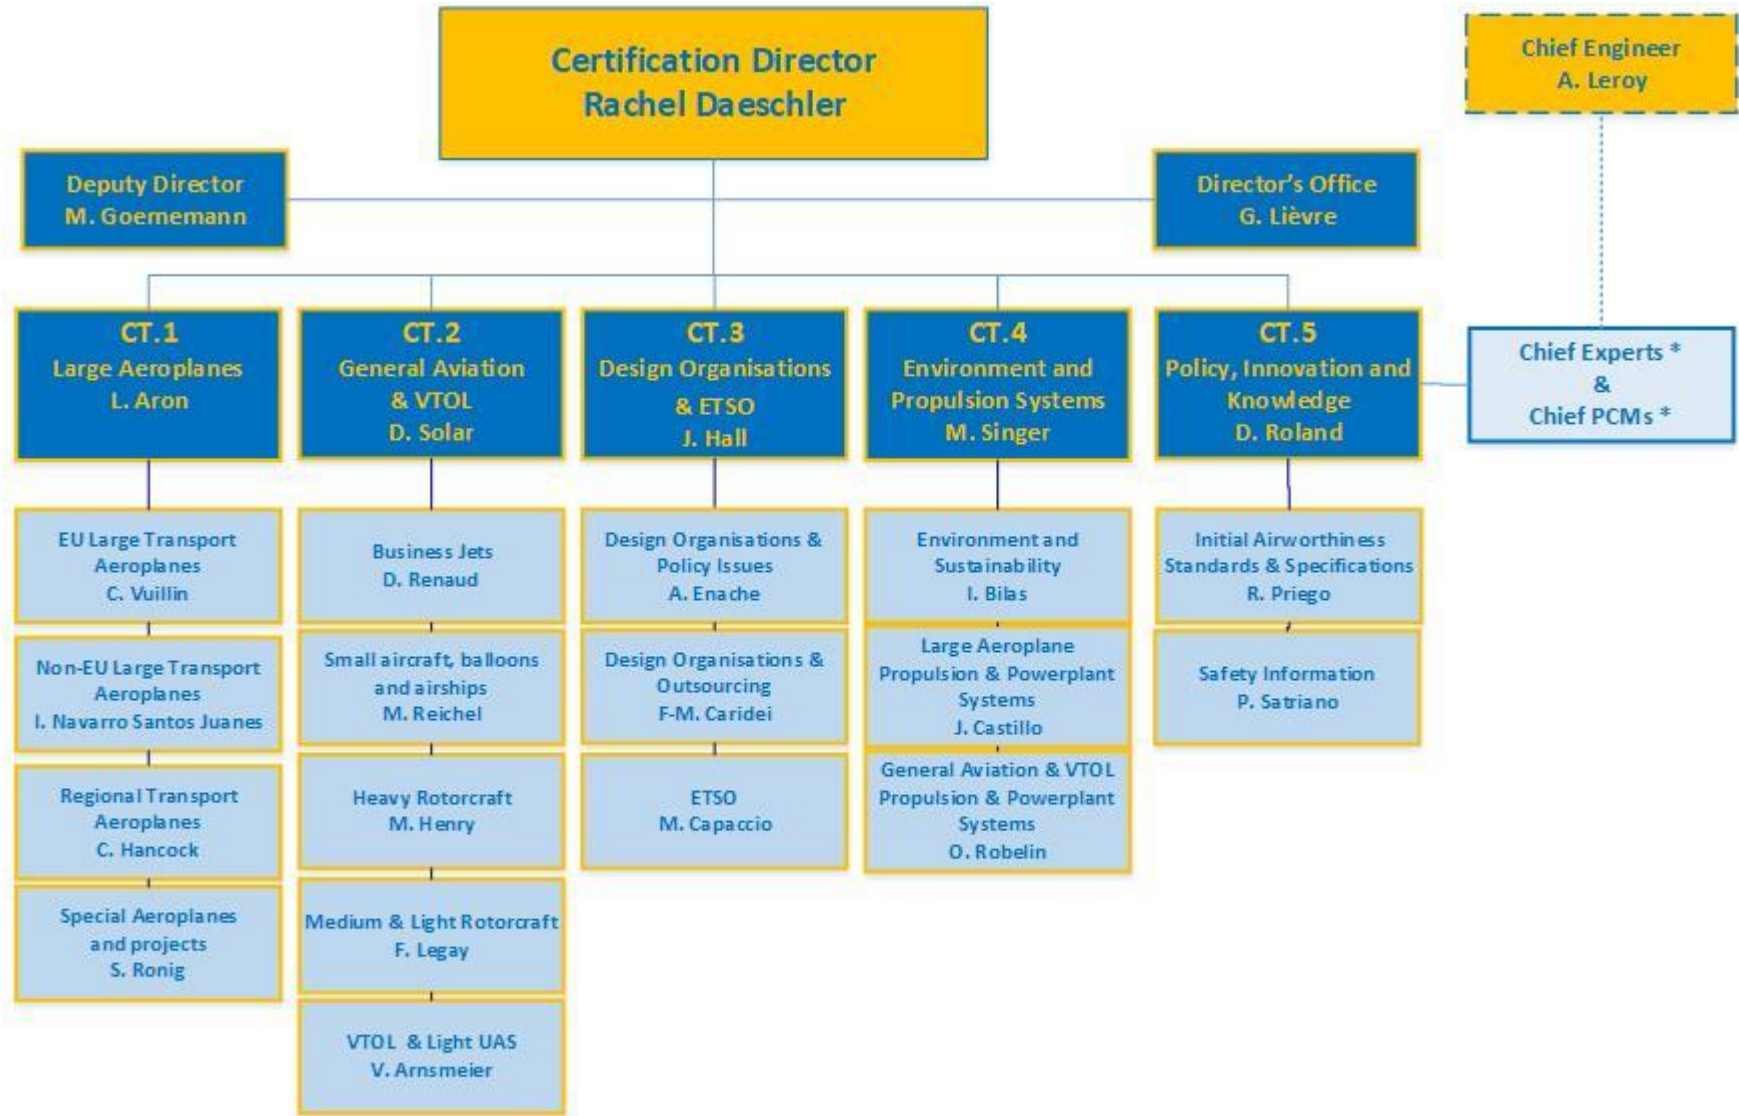 Certification Director
Rachel Daeschler
Chief Engineer
A. Leroy
Deputy Director
M. Goernemann
Director's Office
G. Lièvre
CT.1
Large Aeroplanes
L. Aron
CT.2
General Aviation
& VTOL
D. Solar
CT.3
Design Organisations
& ETSO
J. Hall
CT.4
Environment and
Propulsion Systems
M. Singer
CT.5
Policy, Innovation and
Knowledge
D. Roland
Chief Experts *
&
Chief PCMs *
EU Large Transport
Aeroplanes
C. Vuillin
Non-EU Large Transport
Aeroplanes
I. Navarro Santos Juanes
Regional Transport
Aeroplanes
C. Hancock
Special Aeroplanes
and projects
S. Ronig
Business Jets
D. Renaud
Small aircraft, balloons
and airships
M. Reichel
Heavy Rotorcraft
M. Henry
Medium & Light Rotorcraft
F. Legay
VTOL & Light UAS
V. Arnsmeier
Design Organisations &
Policy Issues
A. Enache
Design Organisations &
Outsourcing
F-M. Caridei
ETSO
M. Capaccio
Environment and
Sustainability
I. Bilas
Large Aeroplane
Propulsion & Powerplant
Systems
J. Castillo
General Aviation & VTOL
Propulsion & Powerplant
Systems
O. Robelin
Initial Airworthiness
Standards & Specifications
R. Priego
Safety Information
P. Satriano